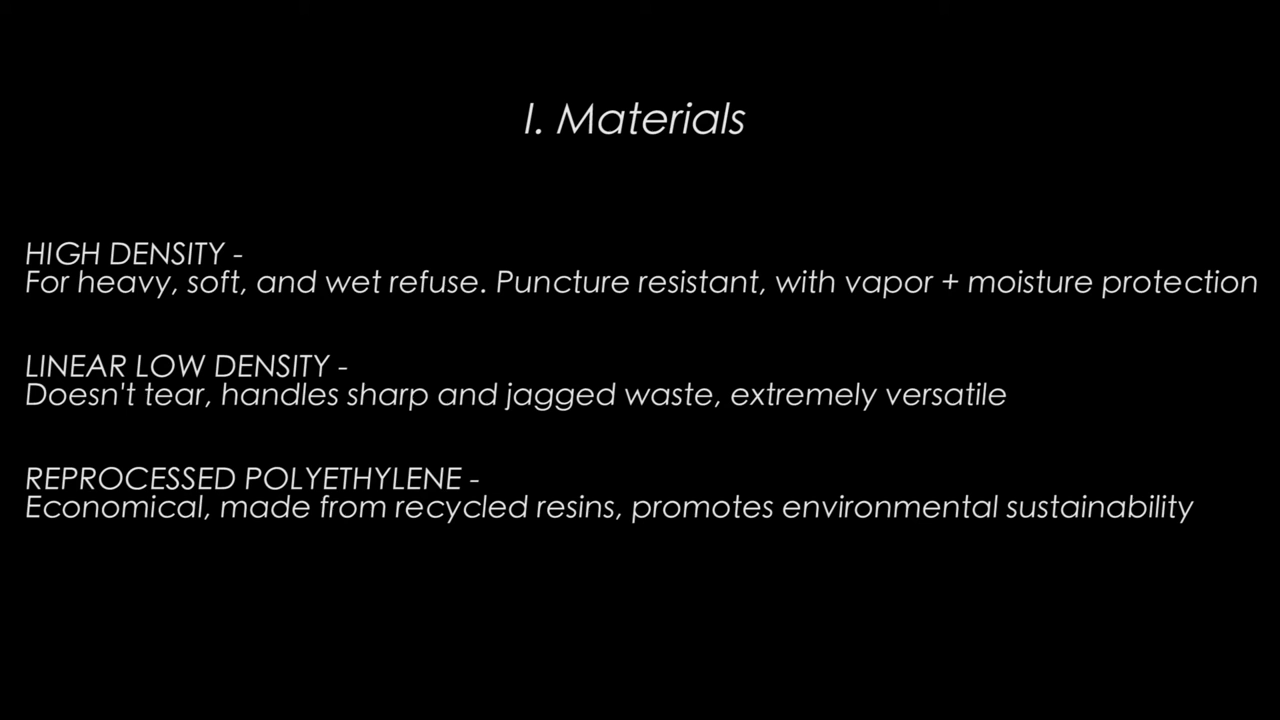 I. Materials
HIGH DENSITY -
For heavy, soft, and wet refuse. Puncture resistant, with vapor + moisture protection
LINEAR LOW DENSITY -
Doesn't tear, handles sharp and jagged waste, extremely versatile
REPROCESSED POLYETHYLENE -
Economical, made from recycled resins, promotes environmental sustainability